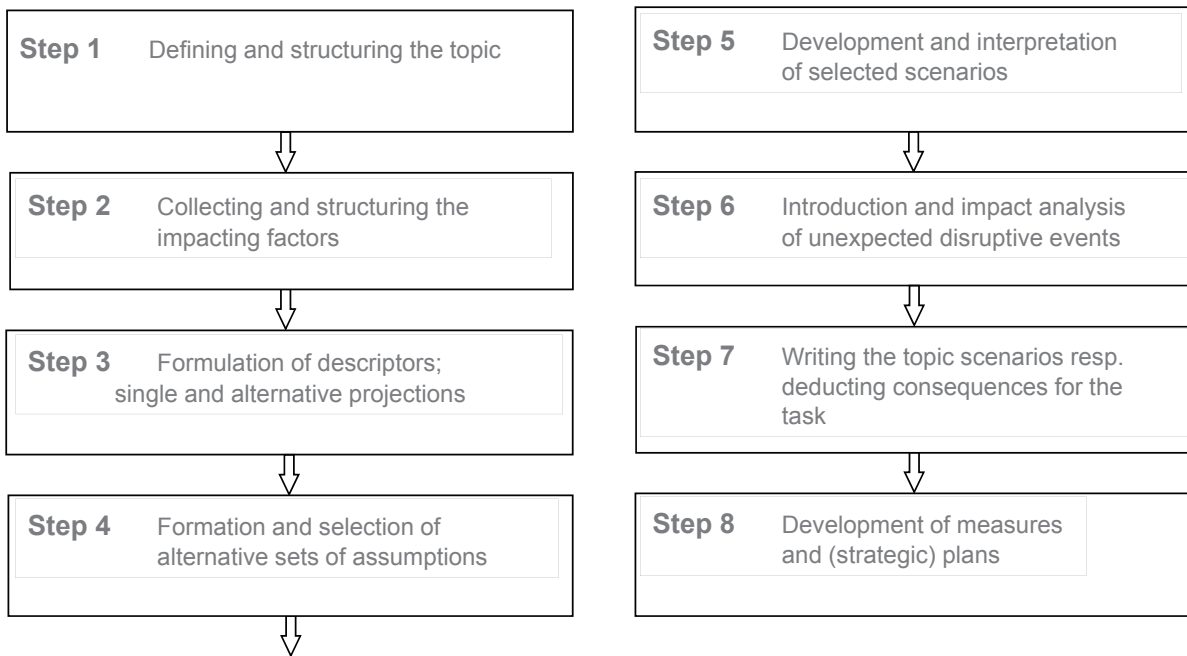 Step 1 Defining and structuring the topic
Step 2 Collecting and structuring the
impacting factors
Step 3 Formulation of descriptors;
single and alternative projections
Step 4 Formation and selection of
alternative sets of assumptions
Step 5 Development and interpretation
of selected scenarios
Step 6 Introduction and impact analysis
of unexpected disruptive events
Step 7 Writing the topic scenarios resp.
deducting consequences for the
task
Step 8 Development of measures
and (strategic) plans